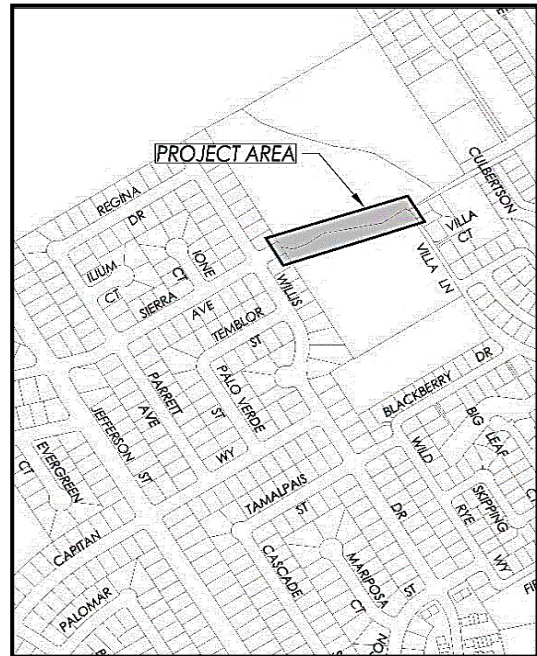 PROJECT AREA
CULBERTSON
REGINA
DR
VILLA
CT
ILIUM
CT
IONE
CT
VILLA
LN
SIERRA
AVE
WILLIS
TEMBLOR
ST
PALO VERDE
PARRETT
AVE
ST
BLACKBERRY
DR
JEFFERSON
ST
WY
WILD
RYE
WY
BIG LEAF
EVERGREEN
CT
TAMALPAIS
ST
SKIPPING
DR
CAPITAN
CASCADE
MARIPOSA
CT
ST
PALOMAR